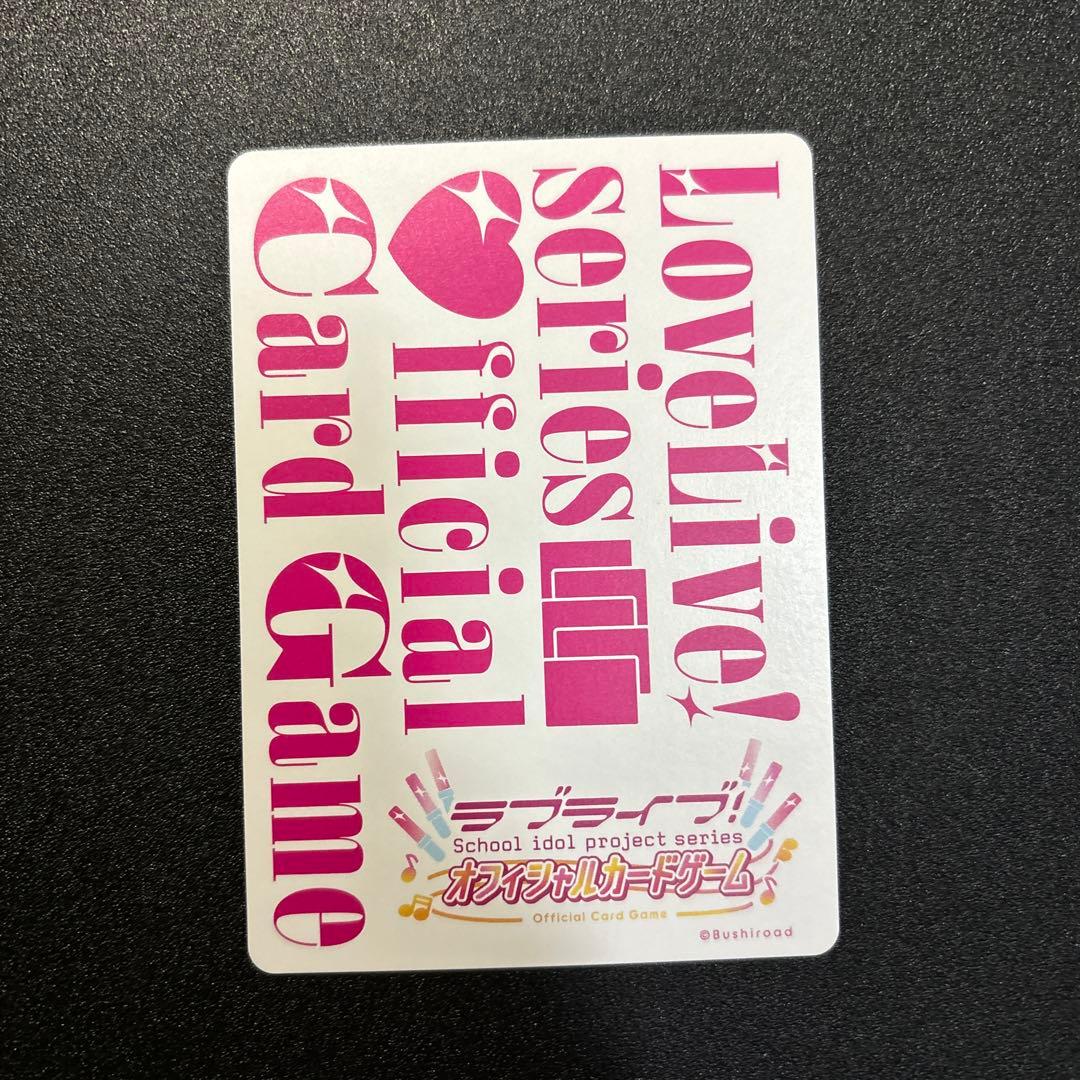 LoveLive!
series
♥fficial
Card Game
ラブライブ!
School idol project series
オフィシャルカードゲーム
Official Card Game
©Bushiroad